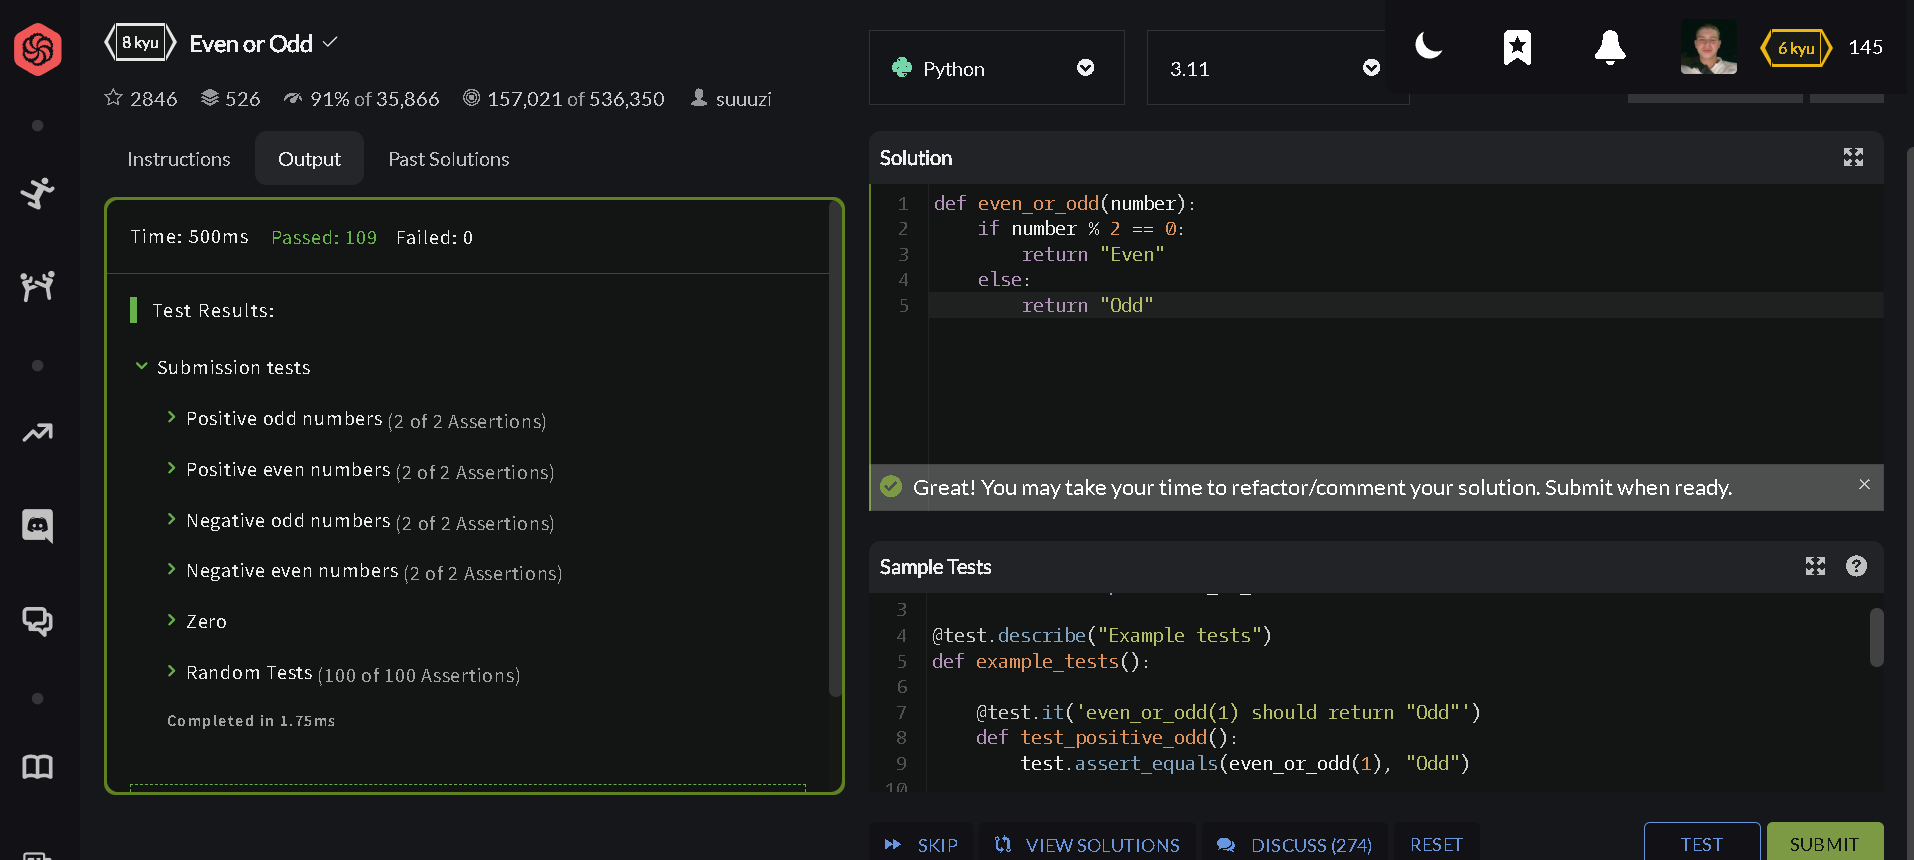 8 kyu Even or Odd
2846 526 91% of 35,866 157,021 of 536,350 suuuzi
Python 3.11
6 kyu 145
Instructions Output Past Solutions
Time: 500ms Passed: 109 Failed: 0
Test Results:
Submission tests
Positive odd numbers (2 of 2 Assertions)
Positive even numbers (2 of 2 Assertions)
Negative odd numbers (2 of 2 Assertions)
Negative even numbers (2 of 2 Assertions)
Zero
Random Tests (100 of 100 Assertions)
Completed in 1.75ms
Solution
1 def even_or_odd(number):
2     if number % 2 == 0:
3         return "Even"
4     else:
5         return "Odd"
Great! You may take your time to refactor/comment your solution. Submit when ready.
Sample Tests
3
4 @test.describe("Example tests")
5 def example_tests():
6
7     @test.it('even_or_odd(1) should return "Odd"')
8     def test_positive_odd():
9         test.assert_equals(even_or_odd(1), "Odd")
10
SKIP VIEW SOLUTIONS DISCUSS (274) RESET TEST SUBMIT